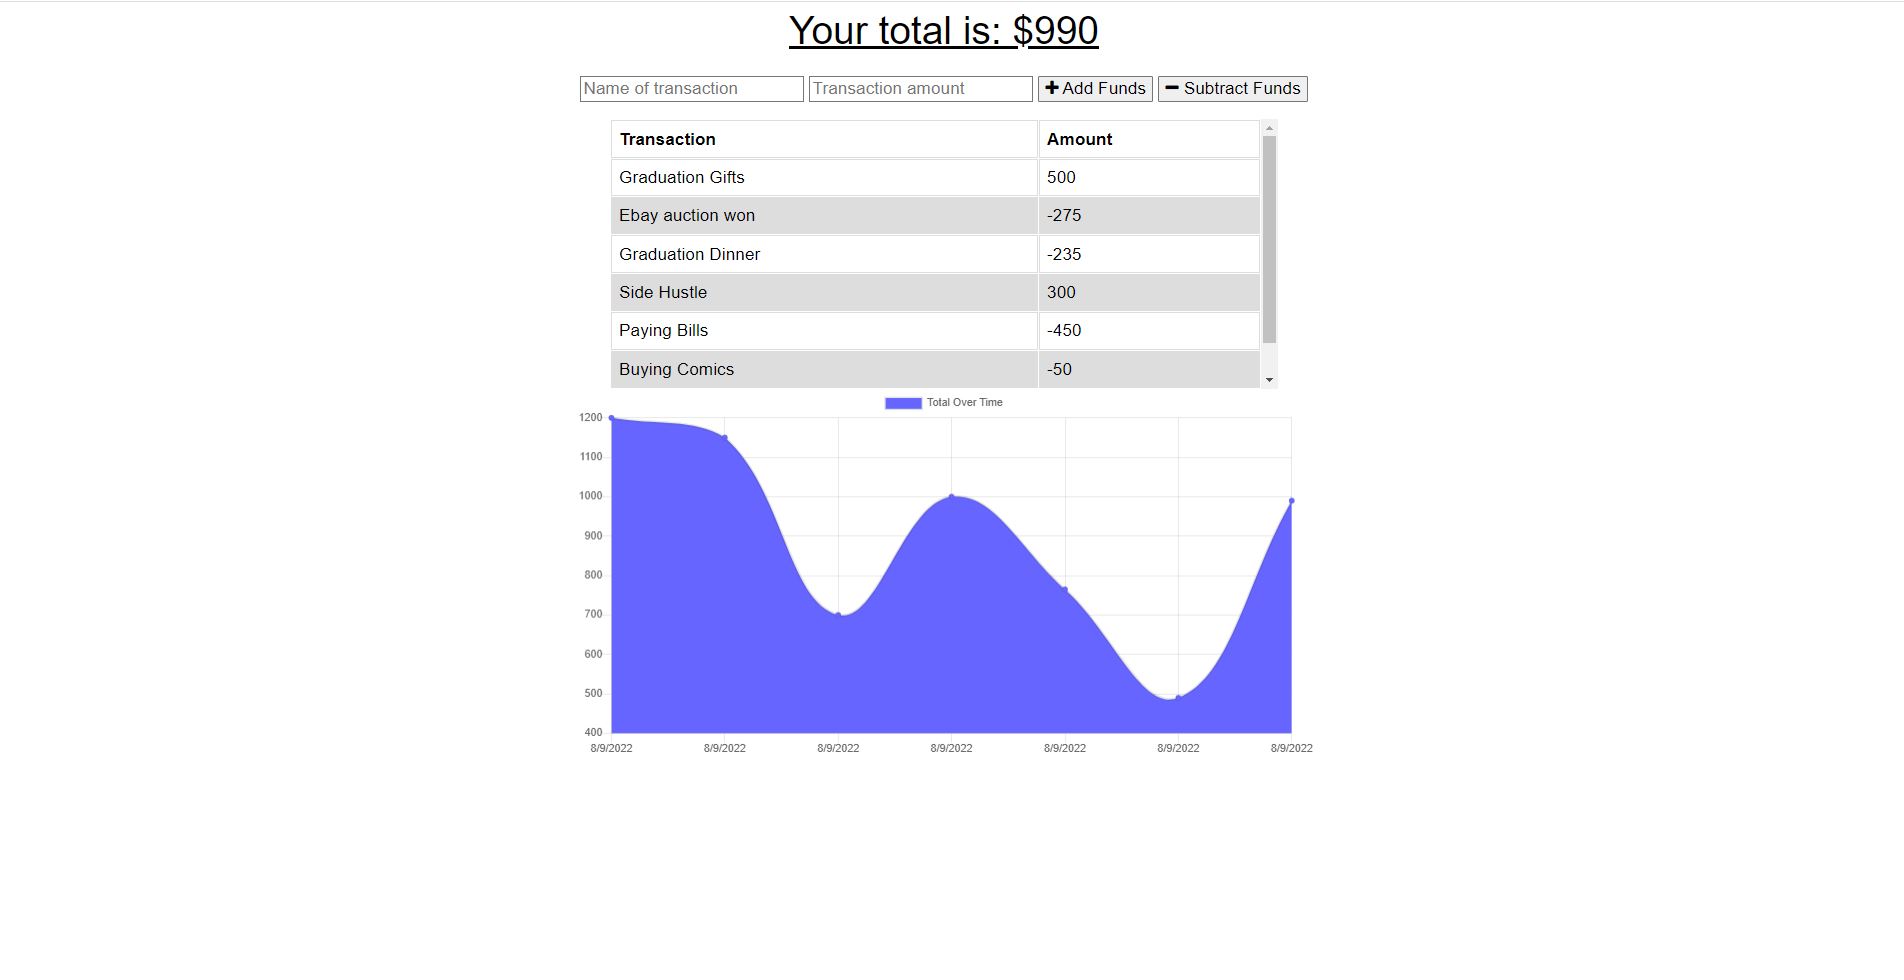 Your total is: $990
Name of transaction Transaction amount Add Funds Subtract Funds
Transaction Amount
Graduation Gifts 500
Ebay auction won -275
Graduation Dinner -235
Side Hustle 300
Paying Bills -450
Buying Comics -50
Total Over Time
1200
1100
1000
900
800
700
600
500
400
8/9/2022 8/9/2022 8/9/2022 8/9/2022 8/9/2022 8/9/2022 8/9/2022